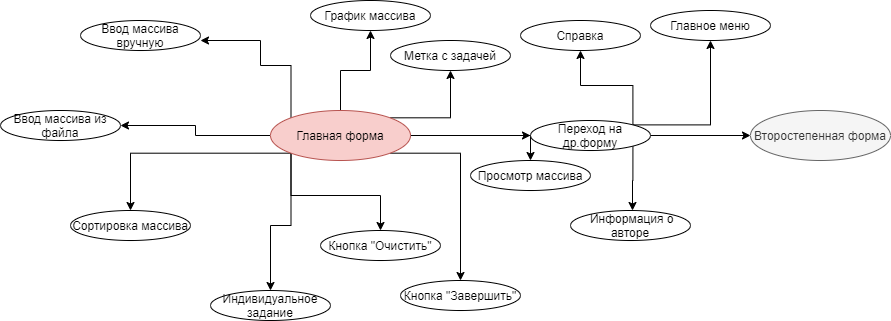 График массива
Ввод массива
вручную
Справка
Главное меню
Метка с задачей
Ввод массива из
файла
Главная форма
Переход на
др.форму
Второстепенная форма
Просмотр массива
Сортировка массива
Информация о
авторе
Кнопка "Очистить"
Индивидуальное
задание
Кнопка "Завершить"